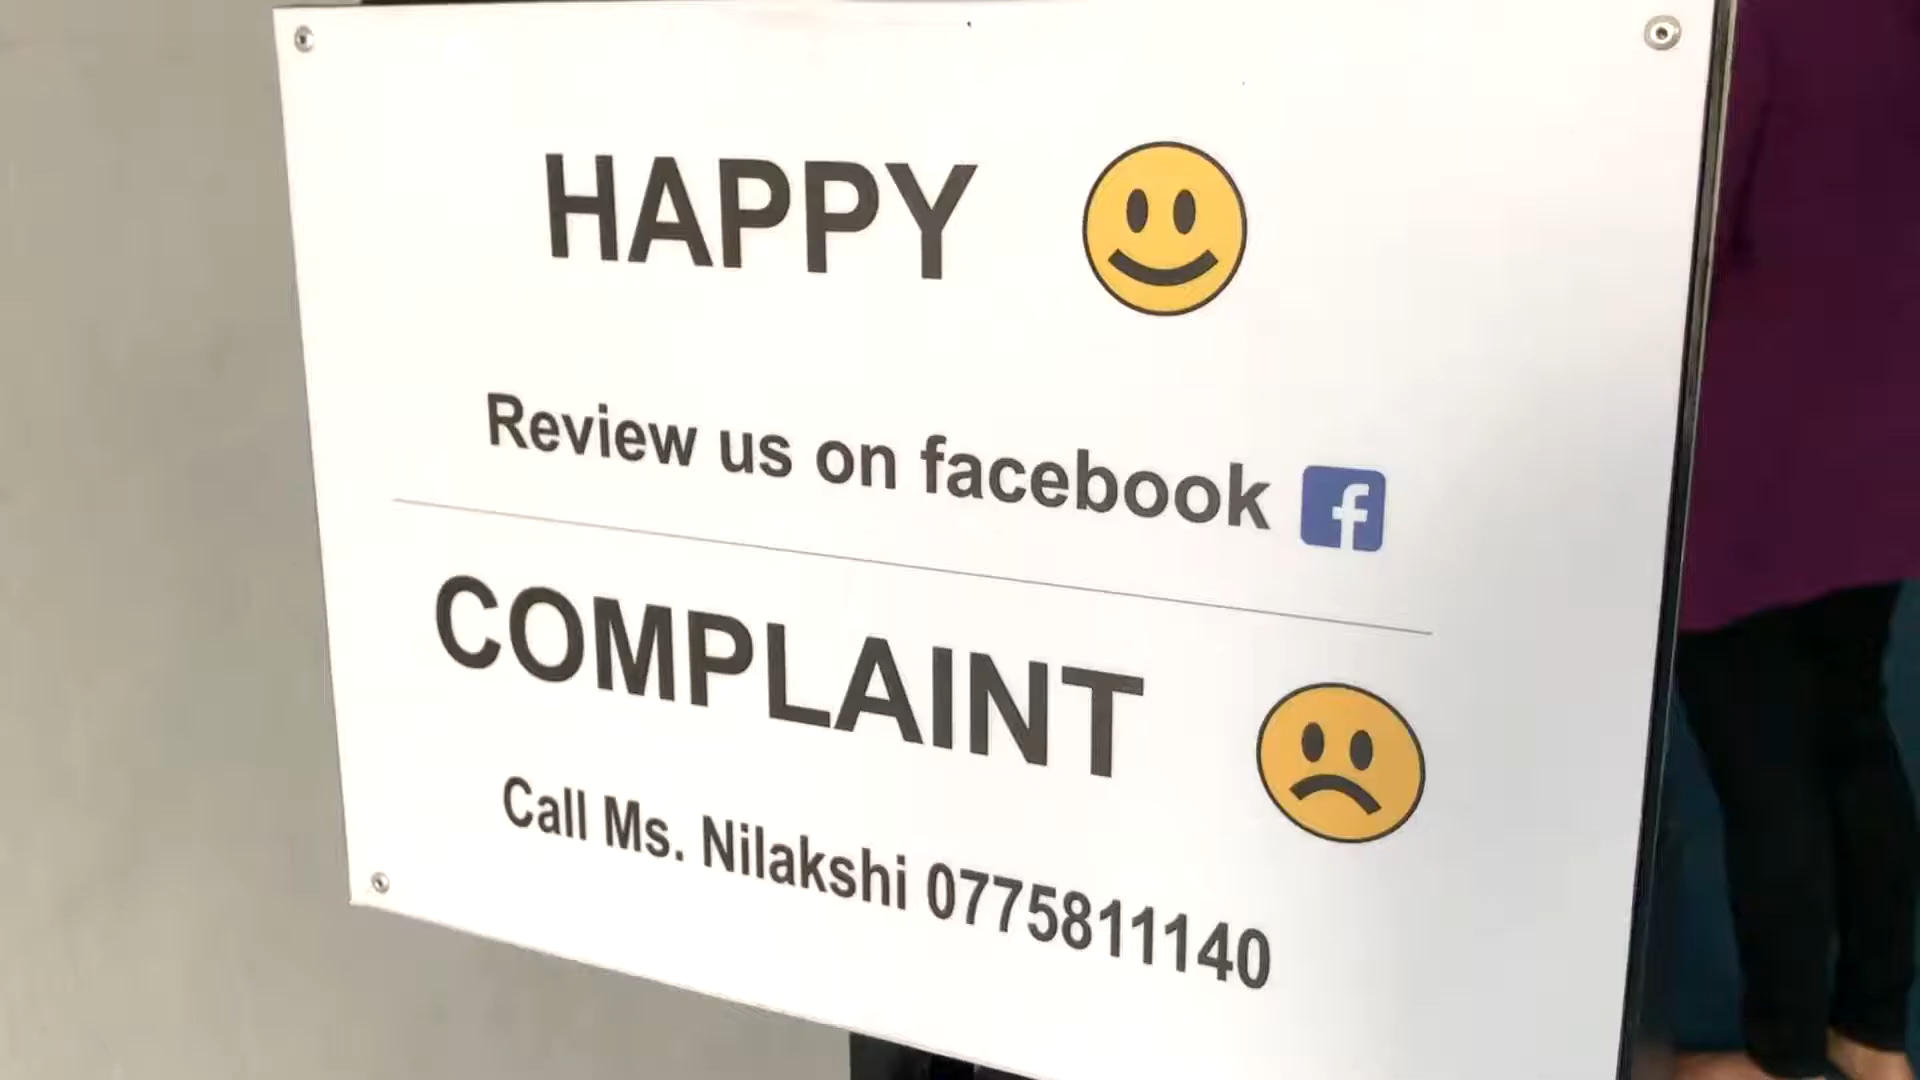 HAPPY
Review us on facebook f
COMPLAINT
Call Ms. Nilakshi 0775811140